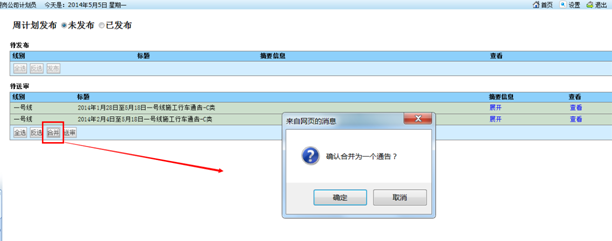 岗公司计划员 今天是: 2014年5月5日 星期一 首页 设置 退出
周计划发布 未发布 已发布
待发布
线别 标题 摘要信息 查看
全选 反选 发布
待送审
线别 标题 摘要信息 查看
一号线 2014年1月28日至5月18日一号线施工行车通告-C类 展开 查看
一号线 2014年2月4日至5月18日一号线施工行车通告-C类 展开 查看
全选 反选 合并 送审
来自网页的消息
确认合并为一个通告？
确定 取消